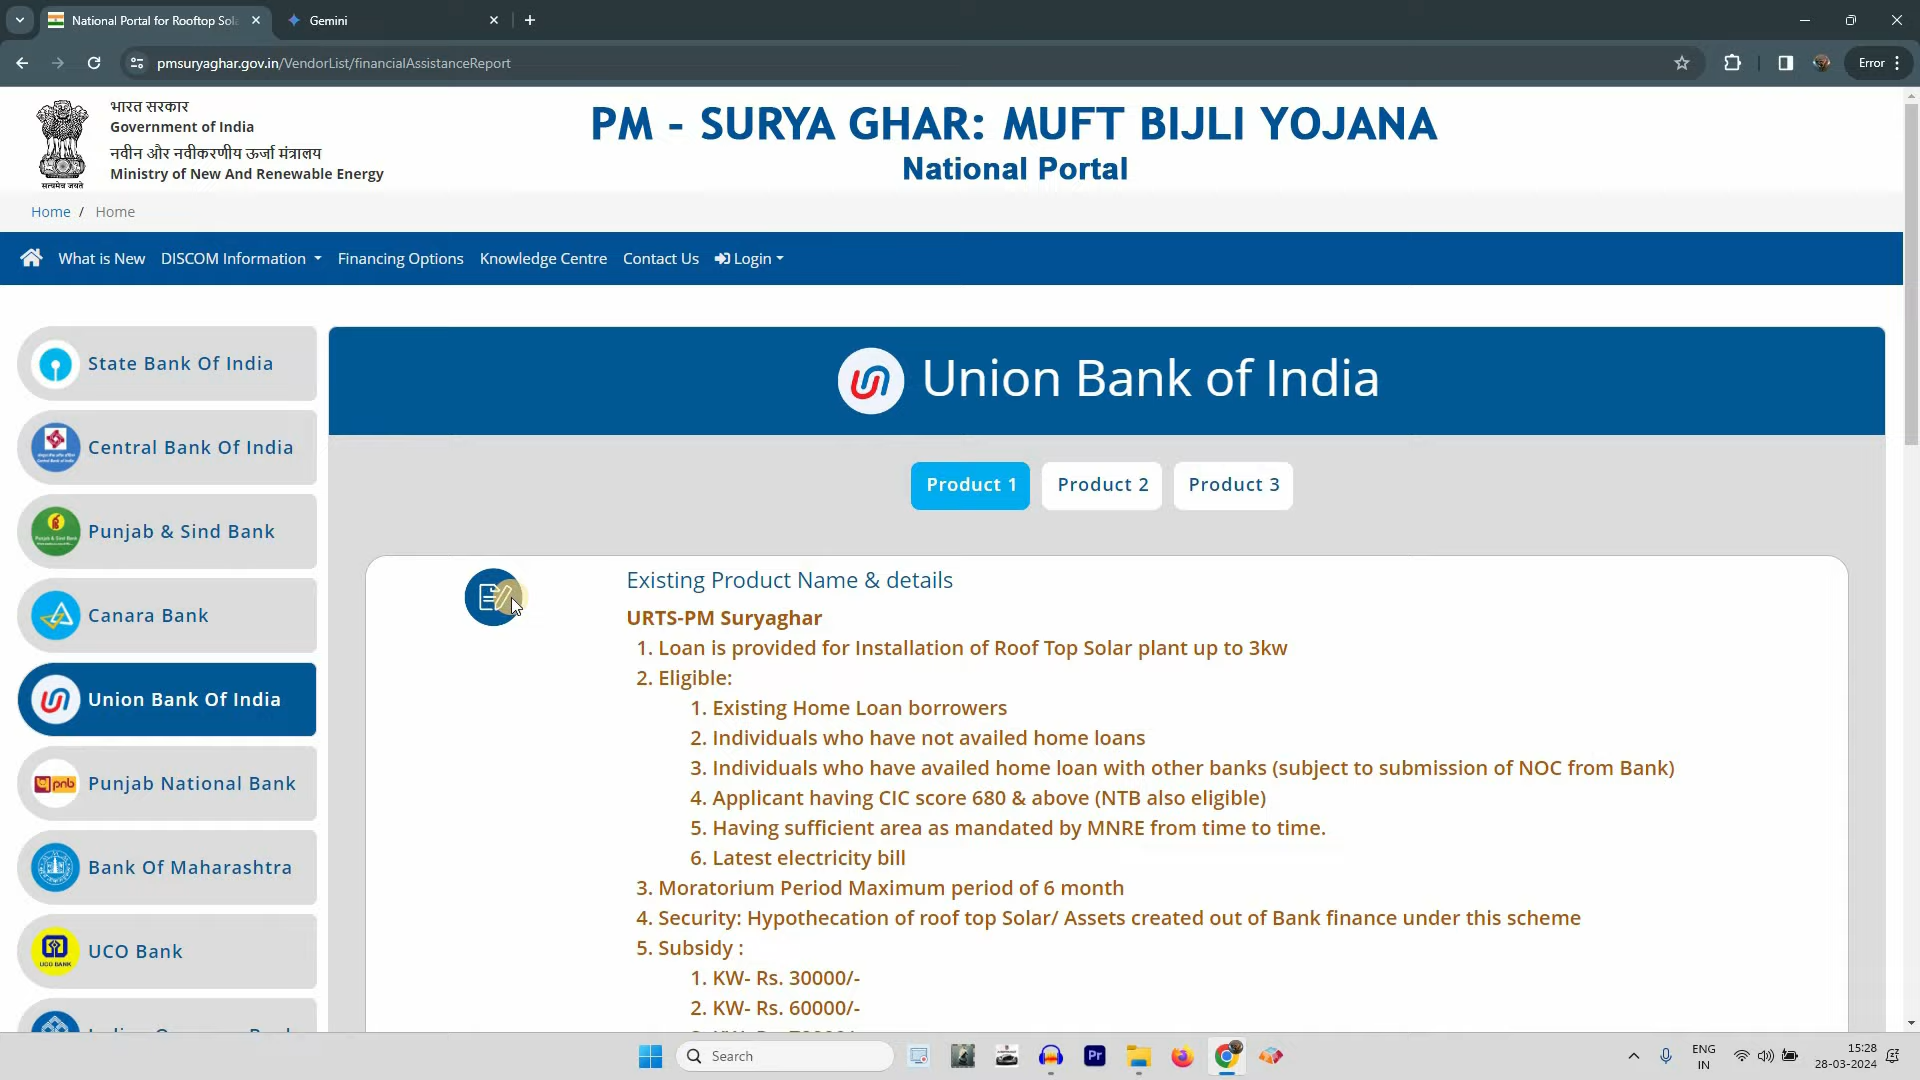 National Portal for Rooftop Sol
Gemini
pmsuryaghar.gov.in/VendorList/financialAssistanceReport
Error
भारत सरकार
Government of India
नवीन और नवीकरणीय ऊर्जा मंत्रालय
Ministry of New And Renewable Energy
सत्यमेव जयते
PM - SURYA GHAR: MUFT BIJLI YOJANA
National Portal
Home / Home
What is New
DISCOM Information
Financing Options
Knowledge Centre
Contact Us
Login
State Bank Of India
Central Bank Of India
Punjab & Sind Bank
Canara Bank
Union Bank Of India
pnb
Punjab National Bank
Bank Of Maharashtra
UCO BANK
UCO Bank
Union Bank of India
Product 1
Product 2
Product 3
Existing Product Name & details
URTS-PM Suryaghar
1. Loan is provided for Installation of Roof Top Solar plant up to 3kw
2. Eligible:
1. Existing Home Loan borrowers
2. Individuals who have not availed home loans
3. Individuals who have availed home loan with other banks (subject to submission of NOC from Bank)
4. Applicant having CIC score 680 & above (NTB also eligible)
5. Having sufficient area as mandated by MNRE from time to time.
6. Latest electricity bill
3. Moratorium Period Maximum period of 6 month
4. Security: Hypothecation of roof top Solar/ Assets created out of Bank finance under this scheme
5. Subsidy :
1. KW- Rs. 30000/-
2. KW- Rs. 60000/-
Search
Pr
ENG
IN
15:28
28-03-2024